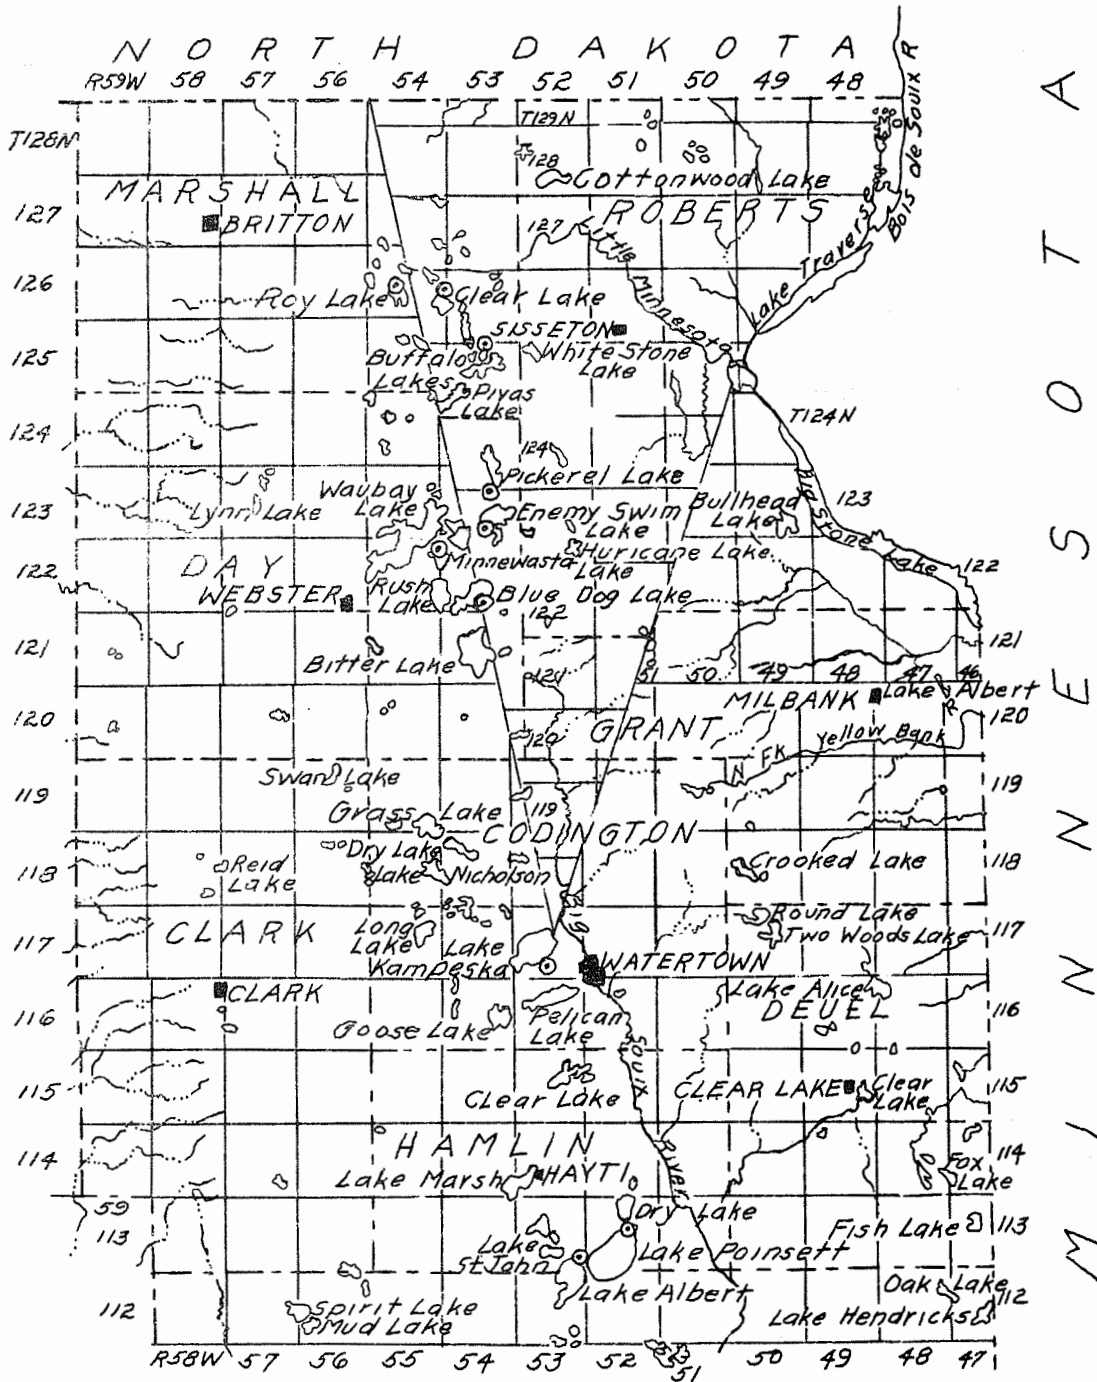 NORTH DAKOTA
R59W 58 57 56 54 53 52 51 50 49 48
T129N
T128N
128
Cottonwood Lake
Bois de Souix R
MARSHALL
ROBERTS
127
BRITTON
127
Little Minnesota
Lake Traverse
126
Roy Lake
Clear Lake
SISSETON
125
Buffalo Lakes
White Stone Lake
Piyas Lake
T124N
124
124
Pickerel Lake
Big Stone Lake
123
Lynn Lake
Waubay Lake
Enemy Swim Lake
Bullhead Lake
123
DAY
Minnewasta Lake
Huricane Lake
122
122
WEBSTER
Rush Lake
Blue Dog Lake
122
121
Bitter Lake
121
51 50 49 48 47 46
121
MILBANK
Lake Albert
R
120
120
GRANT
N FK Yellow Bank
120
Swan Lake
119
119
Grass Lake
119
CODINGTON
118
Reid Lake
Dry Lake
Lake Nicholson
Crooked Lake
118
117
CLARK
Long Lake
Lake Kampeska
Big Souix River
Round Lake
Two Woods Lake
117
WATERTOWN
CLARK
Lake Alice
DEUEL
116
Goose Lake
Pelican Lake
116
115
Clear Lake
CLEAR LAKE
Clear Lake
115
HAMLIN
114
Lake Marsh
HAYTI
Fox Lake
114
59
113
Dry Lake
Fish Lake
113
Lake St John
Lake Poinsett
Lake Albert
Oak Lake
112
Spirit Lake
Mud Lake
Lake Hendricks
112
R58W 57 56 55 54 53 52 51 50 49 48 47
MINNESOTA